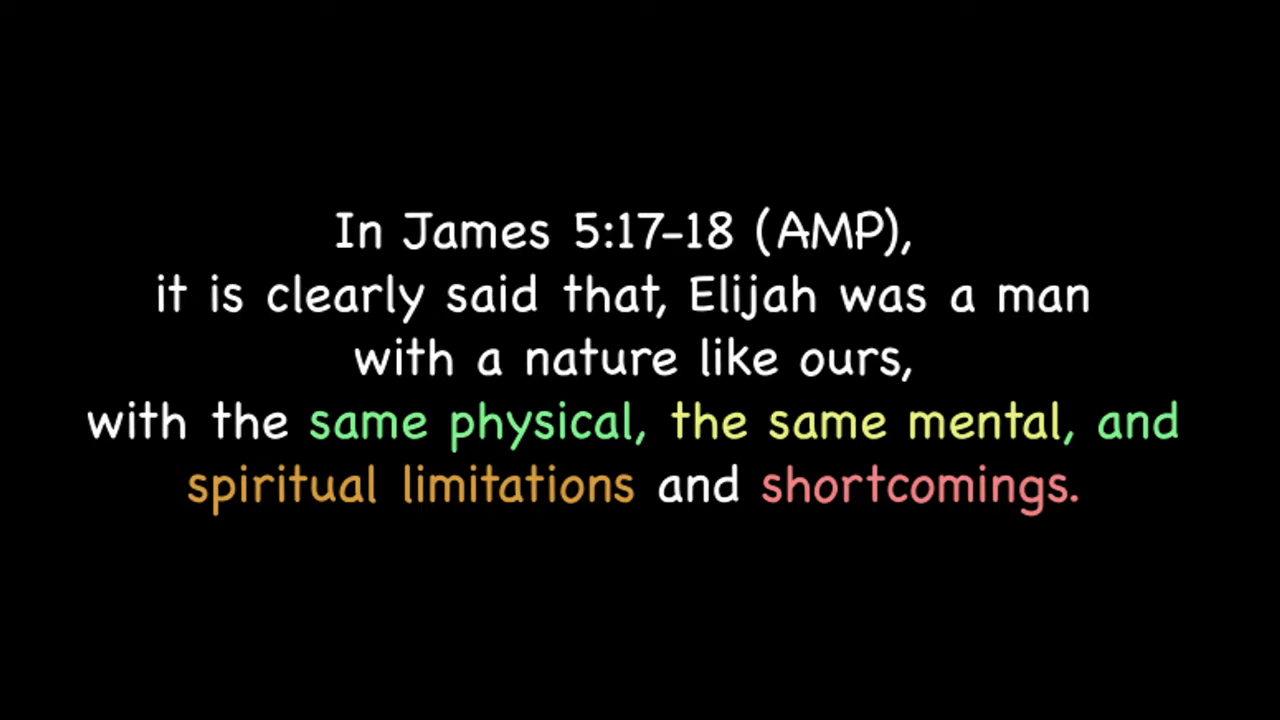 In James 5:17-18 (AMP),
it is clearly said that, Elijah was a man
with a nature like ours,
with the same physical, the same mental, and
spiritual limitations and shortcomings.